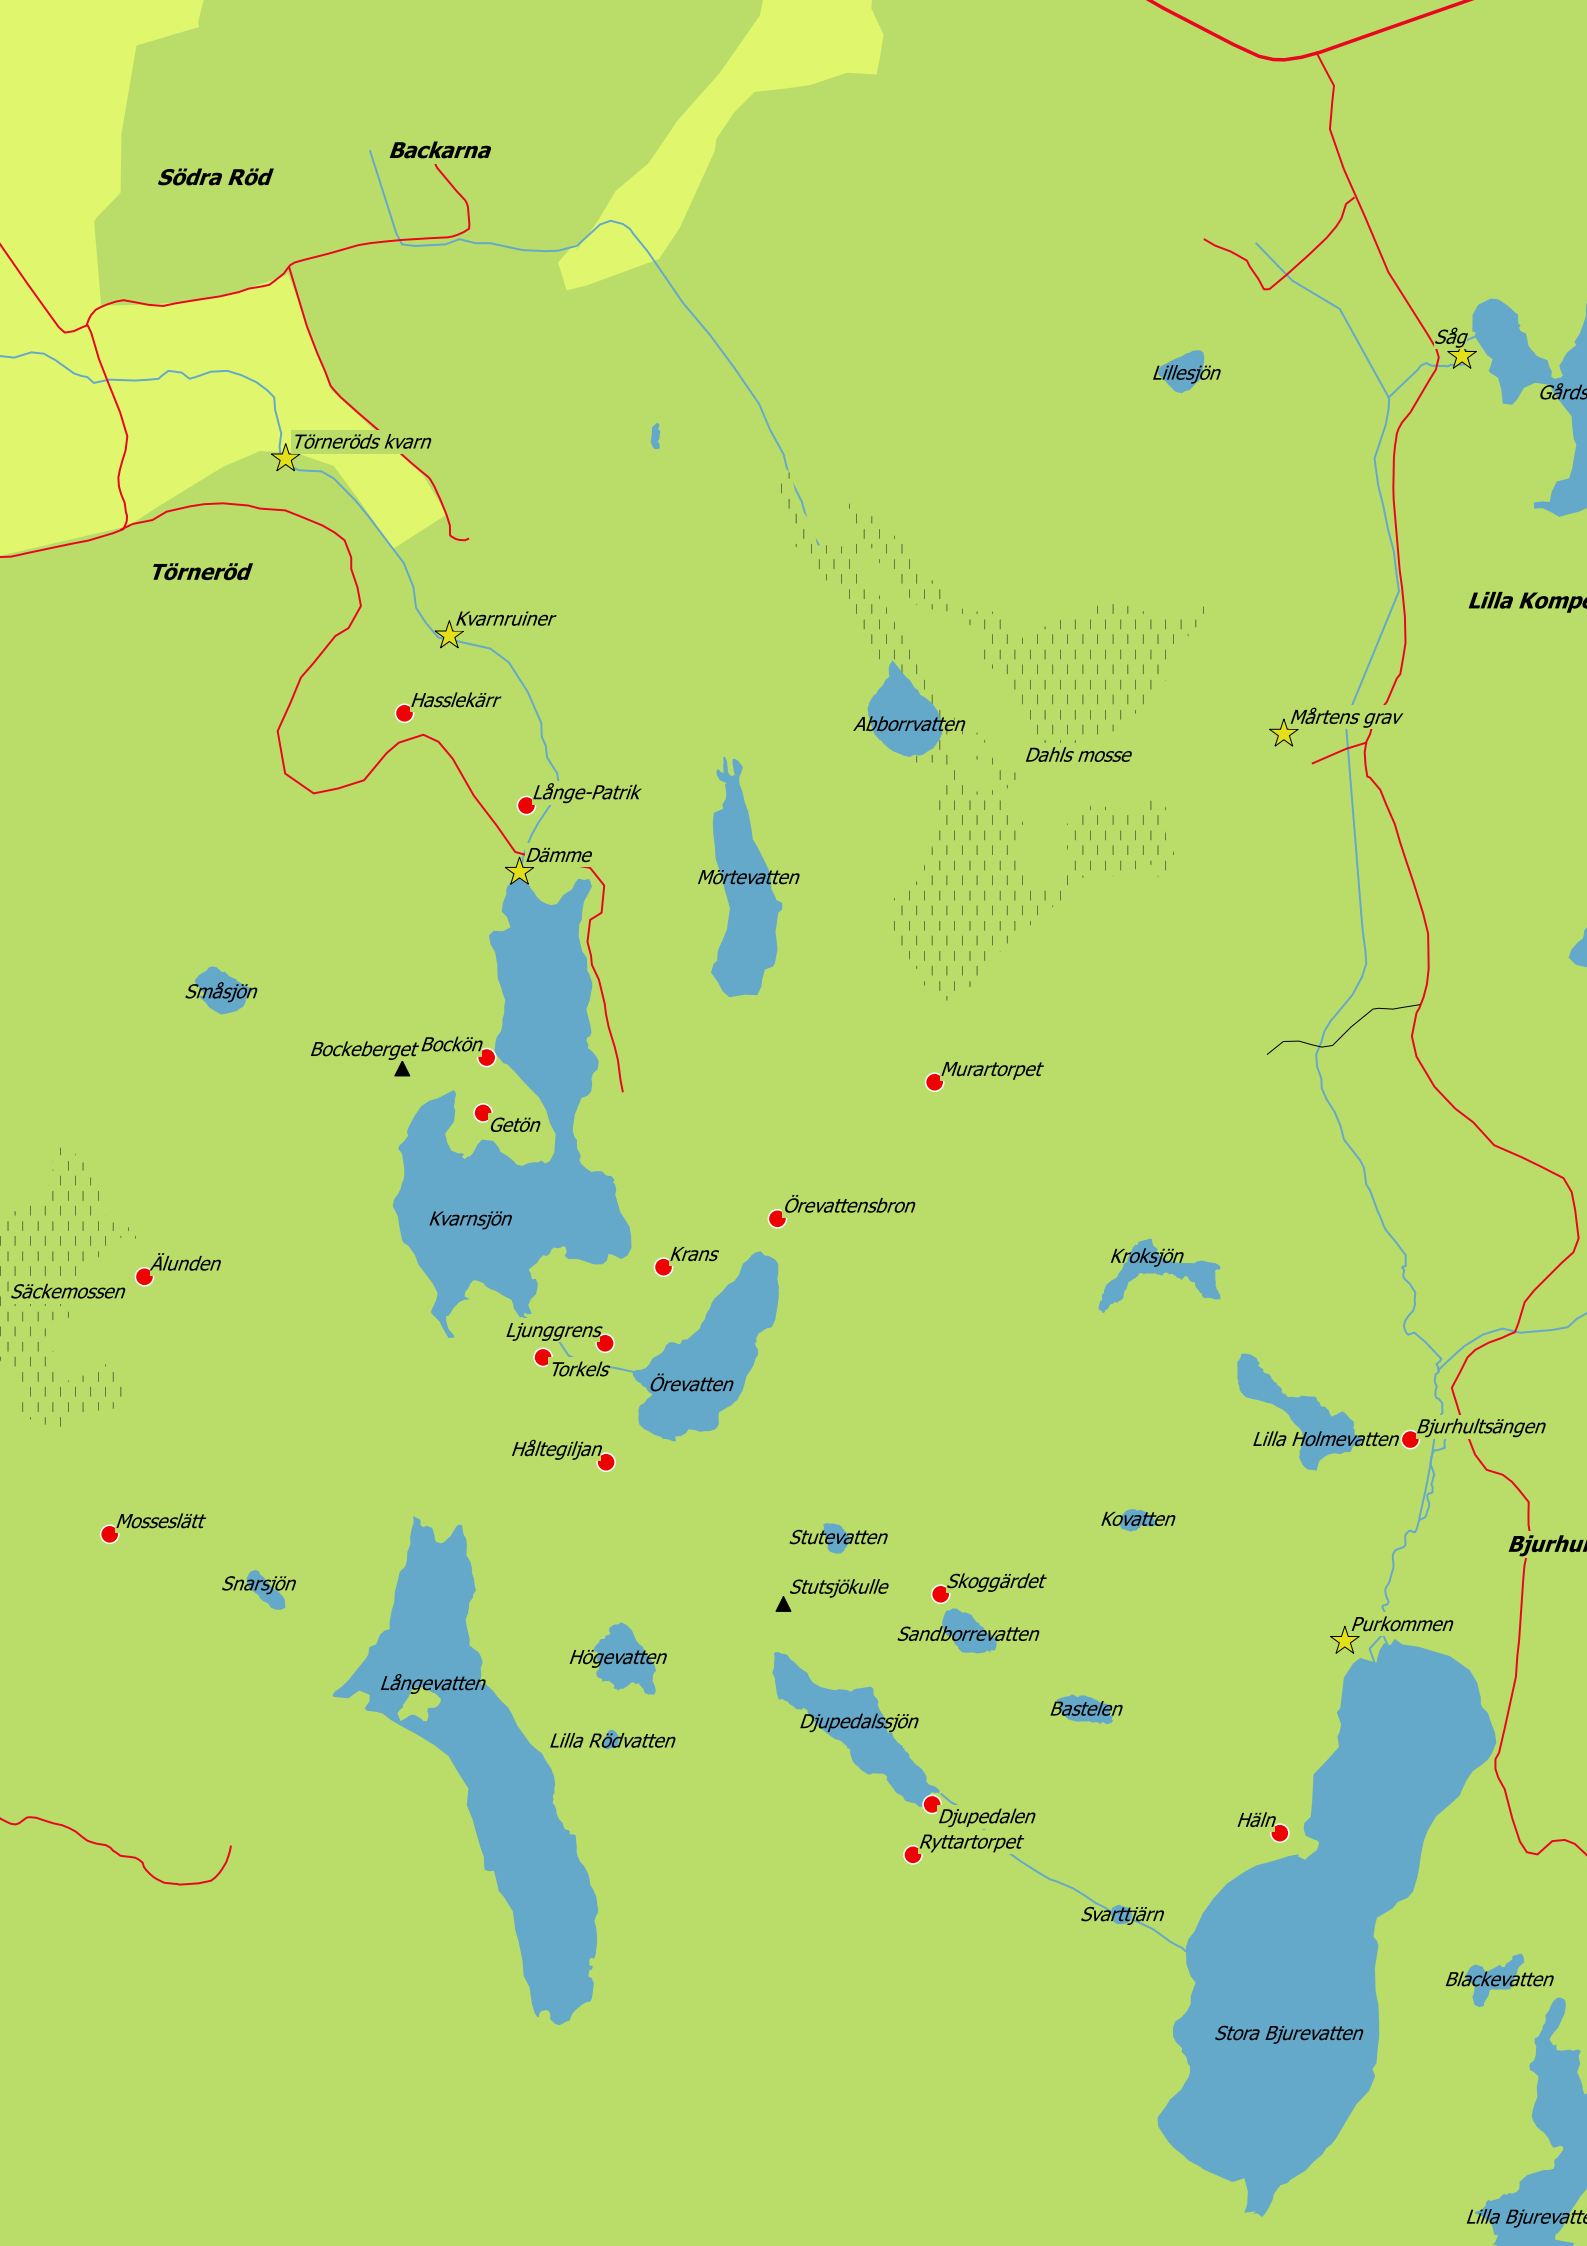 Backarna
Södra Röd
Såg
Lillesjön
Gårds
Törneröds kvarn
Törneröd
Lilla Kompe
Kvarnruiner
Hasslekärr
Mårtens grav
Abborrvatten
Dahls mosse
Långe-Patrik
Dämme
Mörtevatten
Småsjön
Bockeberget
Bockön
Murartorpet
Getön
Örevattensbron
Kvarnsjön
Krans
Kroksjön
Älunden
Säckemossen
Ljunggrens
Torkels
Örevatten
Bjurhultsängen
Lilla Holmevatten
Håltegiljan
Mosseslätt
Kovatten
Stutevatten
Bjurhul
Snarsjön
Stutsjökulle
Skoggärdet
Purkommen
Sandborrevatten
Högevatten
Långevatten
Bastelen
Djupedalssjön
Lilla Rödvatten
Djupedalen
Häln
Ryttartorpet
Svarttjärn
Blackevatten
Stora Bjurevatten
Lilla Bjurevatte